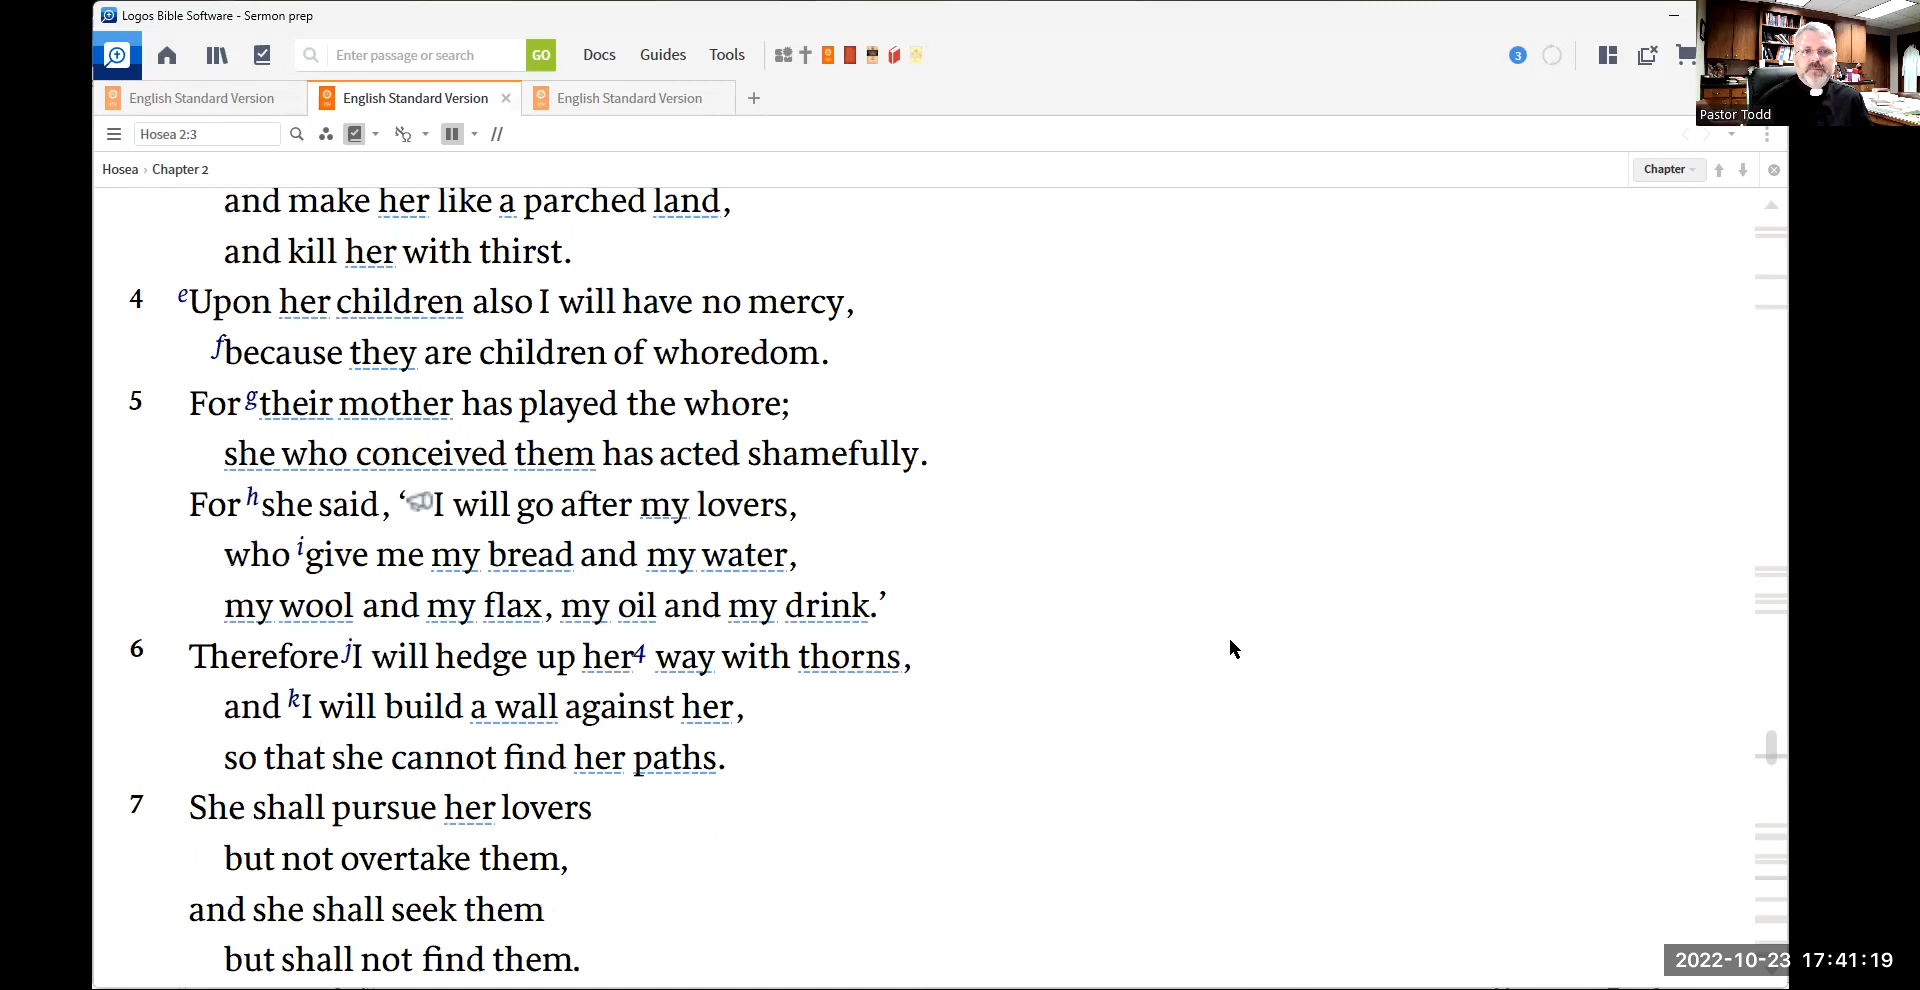 Logos Bible Software - Sermon prep
Enter passage or search
GO
Docs
Guides
Tools
3
English Standard Version
English Standard Version
English Standard Version
Pastor Todd
Hosea 2:3
Hosea › Chapter 2
Chapter
and make her like a parched land,
and kill her with thirst.
4 eUpon her children also I will have no mercy,
fbecause they are children of whoredom.
5 For gtheir mother has played the whore;
she who conceived them has acted shamefully.
For hshe said, ‘I will go after my lovers,
who igive me my bread and my water,
my wool and my flax, my oil and my drink.’
6 Therefore jI will hedge up her4 way with thorns,
and kI will build a wall against her,
so that she cannot find her paths.
7 She shall pursue her lovers
but not overtake them,
and she shall seek them
but shall not find them.
2022-10-23 17:41:19